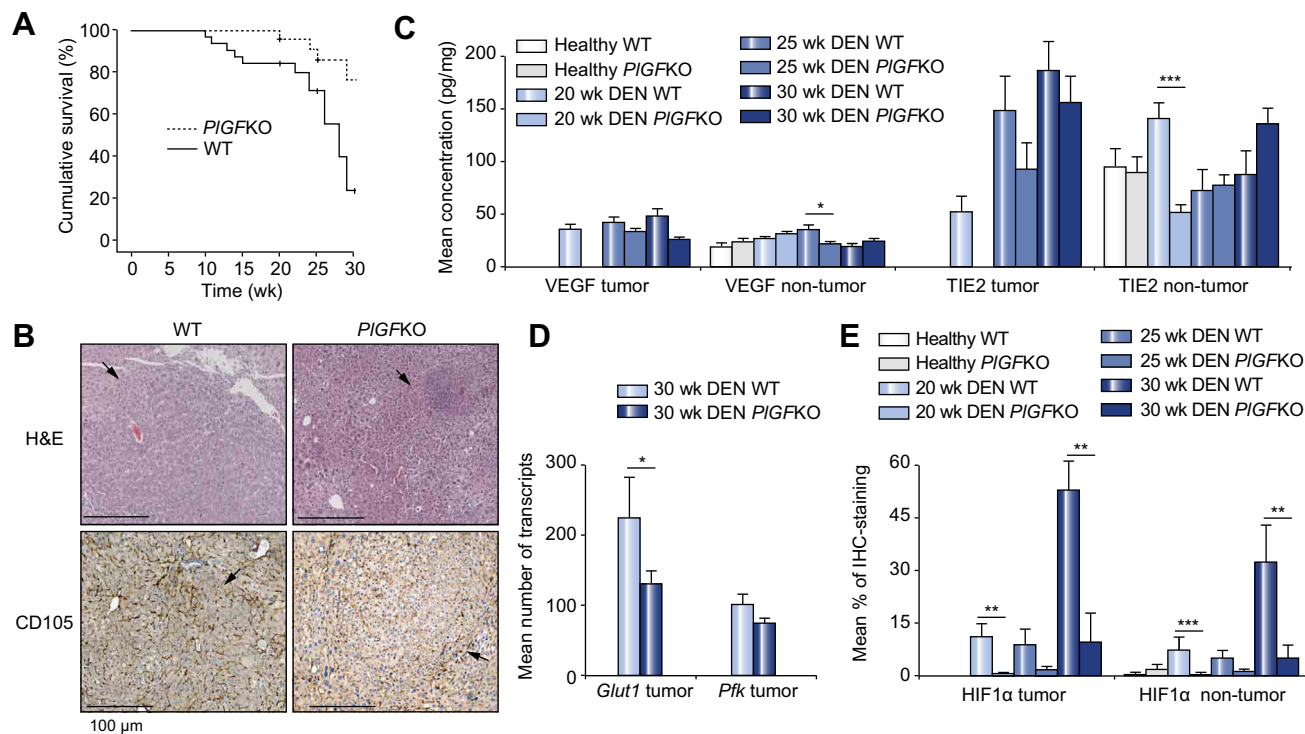 A
Cumulative survival (%)
100
80
60
80
20
0
PlGFKO
WT
0
5
10
15
20
25
30
Time (wk)
B
WT
PlGFKO
H&E
CD105
100 µm
C
Mean concentration (pg/mg)
200
150
100
50
0
Healthy WT
Healthy PlGFKO
20 wk DEN WT
20 wk DEN PlGFKO
25 wk DEN WT
25 wk DEN PlGFKO
30 wk DEN WT
30 wk DEN PlGFKO
*
***
VEGF tumor
VEGF non-tumor
TIE2 tumor
TIE2 non-tumor
D
30 wk DEN WT
30 wk DEN PlGFKO
Mean number of transcripts
300
200
100
0
*
Glut1 tumor
Pfk tumor
E
Healthy WT
Healthy PlGFKO
20 wk DEN WT
20 wk DEN PlGFKO
25 wk DEN WT
25 wk DEN PlGFKO
30 wk DEN WT
30 wk DEN PlGFKO
Mean % of IHC-staining
60
45
30
15
0
**
**
***
**
HIF1α tumor
HIF1α non-tumor